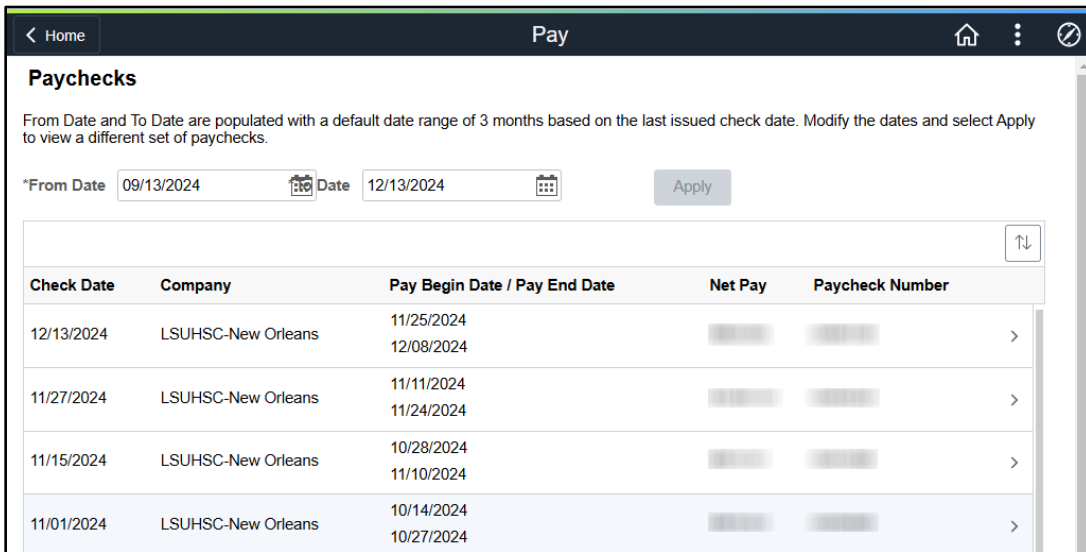 Home Pay
Paychecks
From Date and To Date are populated with a default date range of 3 months based on the last issued check date. Modify the dates and select Apply
to view a different set of paychecks.
*From Date 09/13/2024 Date 12/13/2024 Apply
Check Date Company Pay Begin Date / Pay End Date Net Pay Paycheck Number
12/13/2024 LSUHSC-New Orleans 11/25/2024
12/08/2024
11/27/2024 LSUHSC-New Orleans 11/11/2024
11/24/2024
11/15/2024 LSUHSC-New Orleans 10/28/2024
11/10/2024
11/01/2024 LSUHSC-New Orleans 10/14/2024
10/27/2024